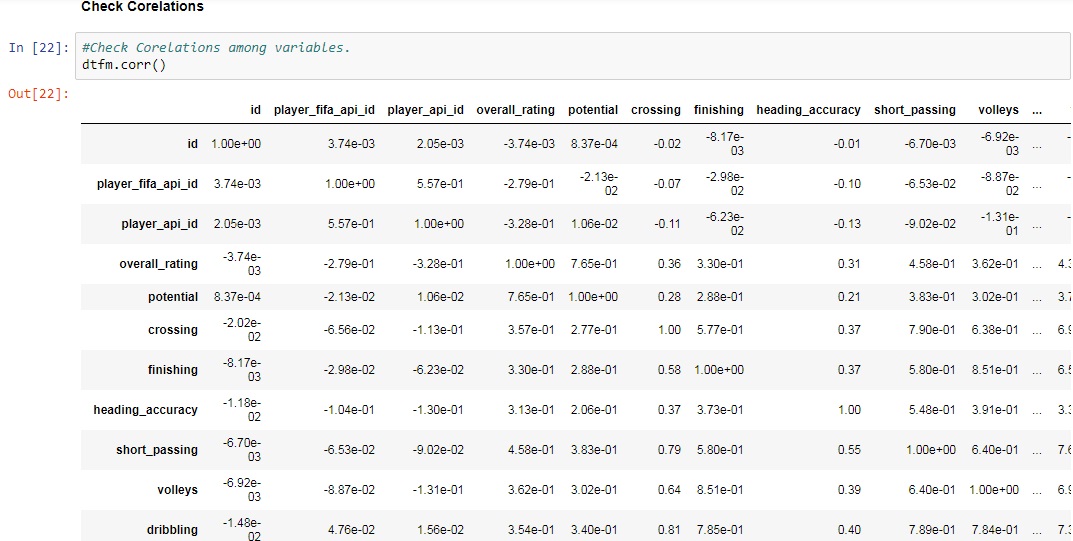 Check Corelations
In [22]: #Check Corelations among variables.
dtfm.corr()
Out[22]:
id player_fifa_api_id player_api_id overall_rating potential crossing finishing heading_accuracy short_passing volleys ...
id 1.00e+00 3.74e-03 2.05e-03 -3.74e-03 8.37e-04 -0.02 -8.17e-03 -0.01 -6.70e-03 -6.92e-03 ...
player_fifa_api_id 3.74e-03 1.00e+00 5.57e-01 -2.79e-01 -2.13e-02 -0.07 -2.98e-02 -0.10 -6.53e-02 -8.87e-02 ...
player_api_id 2.05e-03 5.57e-01 1.00e+00 -3.28e-01 1.06e-02 -0.11 -6.23e-02 -0.13 -9.02e-02 -1.31e-01 ...
overall_rating -3.74e-03 -2.79e-01 -3.28e-01 1.00e+00 7.65e-01 0.36 3.30e-01 0.31 4.58e-01 3.62e-01 ... 4.3
potential 8.37e-04 -2.13e-02 1.06e-02 7.65e-01 1.00e+00 0.28 2.88e-01 0.21 3.83e-01 3.02e-01 ... 3.7
crossing -2.02e-02 -6.56e-02 -1.13e-01 3.57e-01 2.77e-01 1.00 5.77e-01 0.37 7.90e-01 6.38e-01 ... 6.9
finishing -8.17e-03 -2.98e-02 -6.23e-02 3.30e-01 2.88e-01 0.58 1.00e+00 0.37 5.80e-01 8.51e-01 ... 6.5
heading_accuracy -1.18e-02 -1.04e-01 -1.30e-01 3.13e-01 2.06e-01 0.37 3.73e-01 1.00 5.48e-01 3.91e-01 ... 3.3
short_passing -6.70e-03 -6.53e-02 -9.02e-02 4.58e-01 3.83e-01 0.79 5.80e-01 0.55 1.00e+00 6.40e-01 ... 7.6
volleys -6.92e-03 -8.87e-02 -1.31e-01 3.62e-01 3.02e-01 0.64 8.51e-01 0.39 6.40e-01 1.00e+00 ... 6.9
dribbling -1.48e-02 4.76e-02 1.56e-02 3.54e-01 3.40e-01 0.81 7.85e-01 0.40 7.89e-01 7.84e-01 ... 7.3